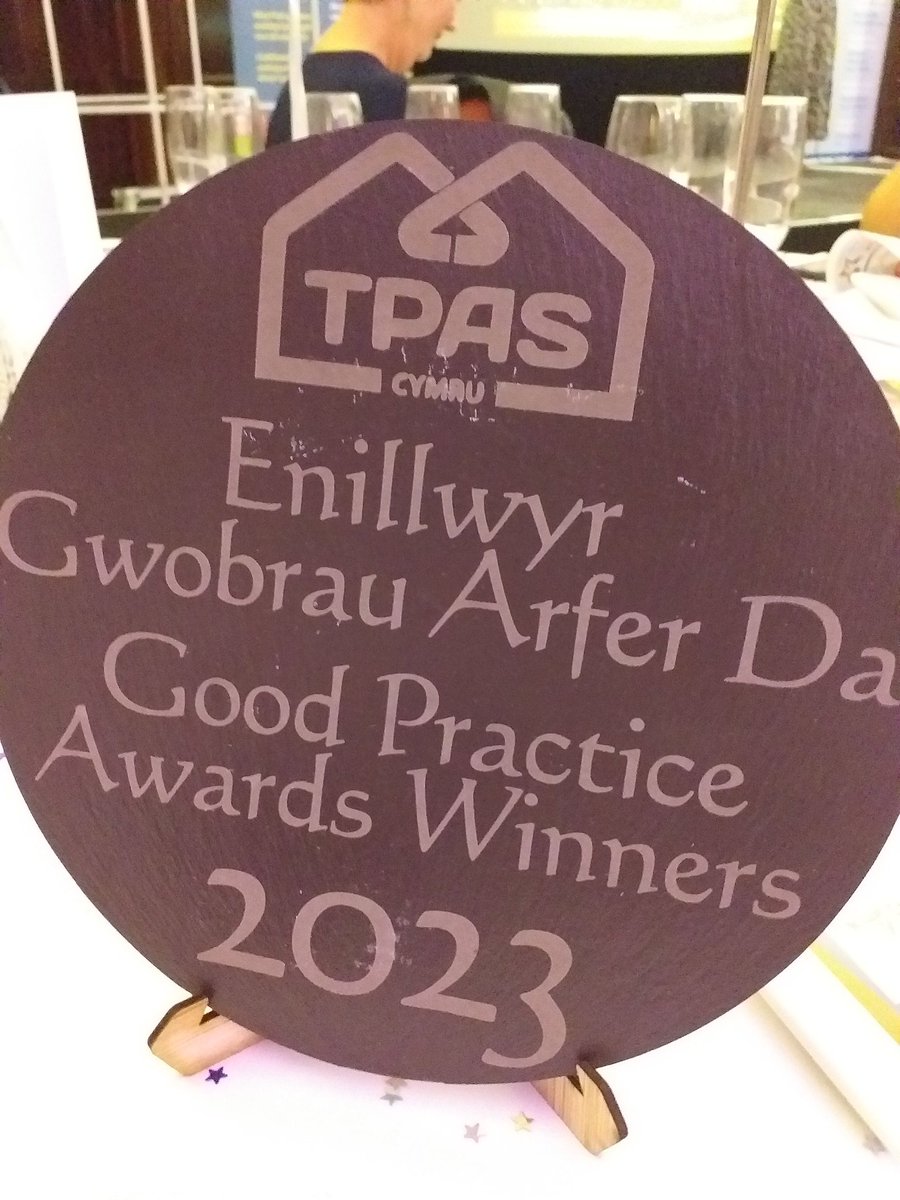 TPAS
CYMRU
Enillwyr
Gwobrau Arfer Da
Good Practice
Awards Winners
2023